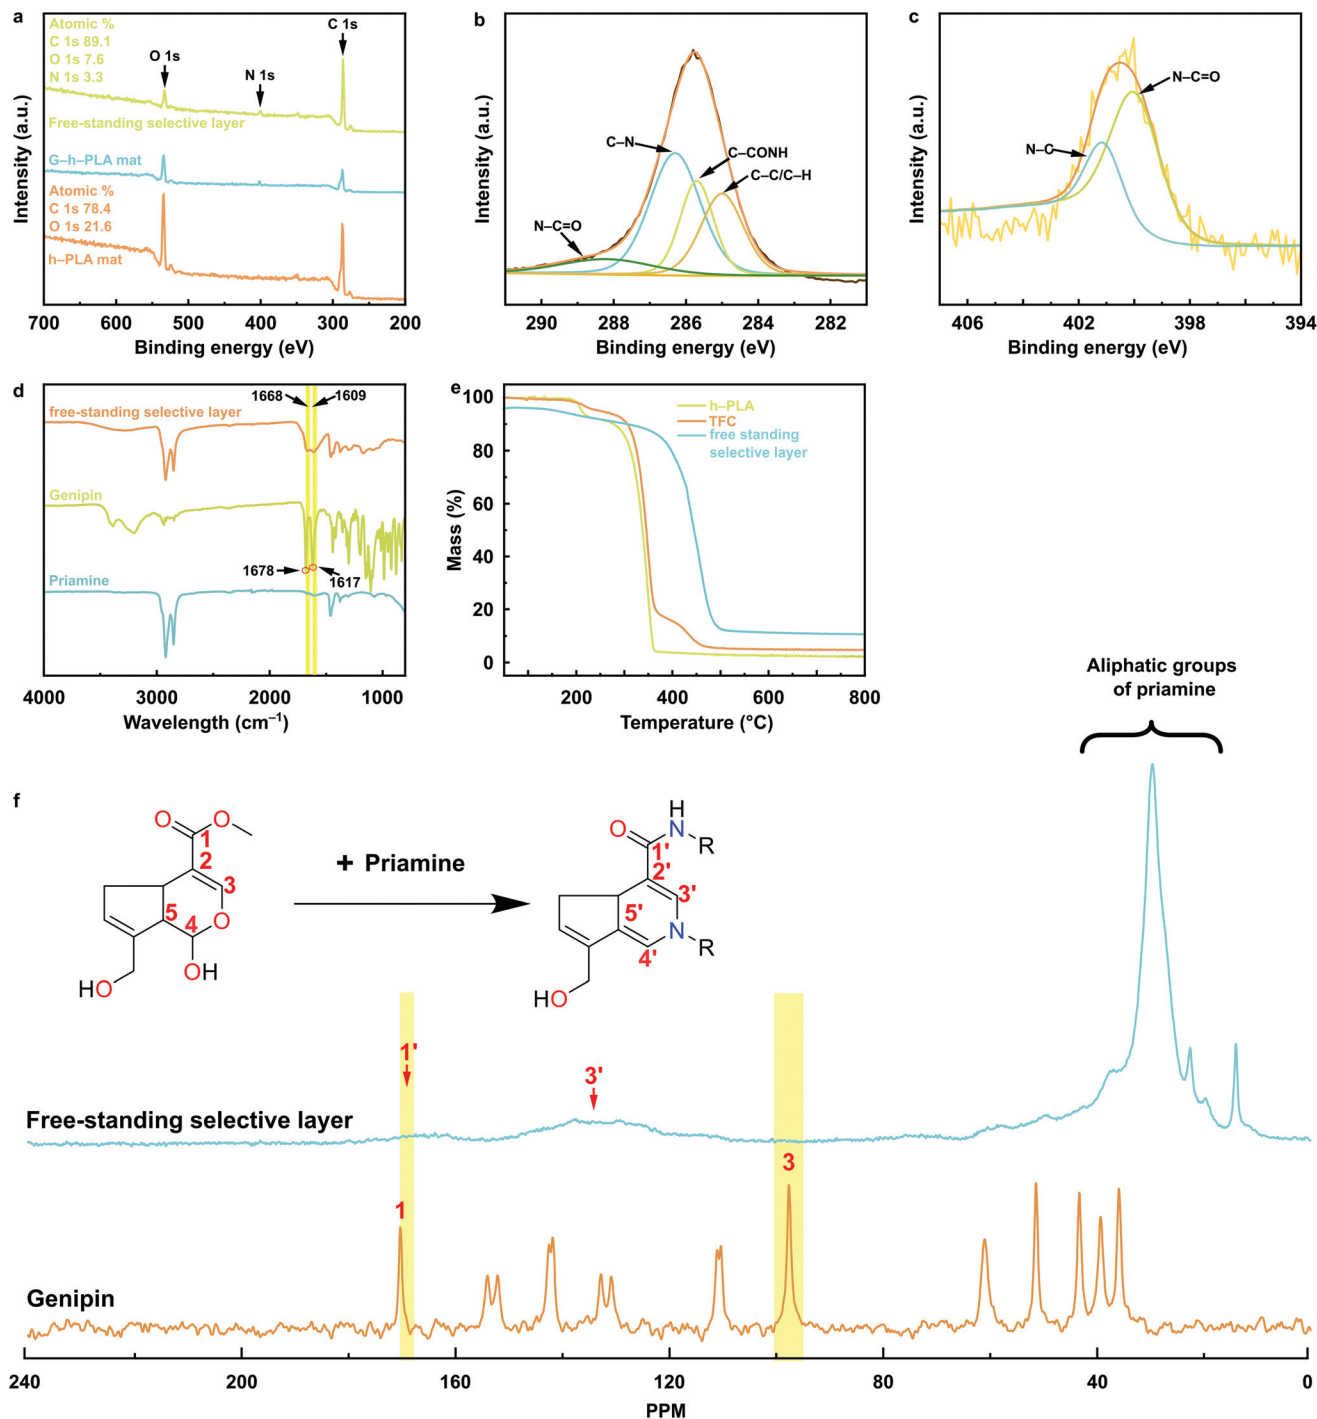 a
Atomic %
C 1s 89.1
O 1s 7.6
N 1s 3.3
O 1s
N 1s
C 1s
Free-standing selective layer
G–h–PLA mat
Atomic %
C 1s 78.4
O 1s 21.6
h–PLA mat
Intensity (a.u.)
700 600 500 400 300 200
Binding energy (eV)
b
C–N
C–CONH
C–C/C–H
N–C=O
Intensity (a.u.)
290 288 286 284 282
Binding energy (eV)
c
N–C=O
N–C
Intensity (a.u.)
406 402 398 394
Binding energy (eV)
d
1668 1609
free-standing selective layer
Genipin
1678 1617
Priamine
4000 3000 2000 1000
Wavelength (cm⁻¹)
e
h–PLA
TFC
free standing
selective layer
100
80
60
40
20
0
Mass (%)
200 400 600 800
Temperature (°C)
Aliphatic groups
of priamine
f
O
O
1
2
3
5
4
O
OH
HO
+ Priamine
H
O
N
R
1'
2'
3'
5'
N
R
4'
HO
1'
3'
Free-standing selective layer
3
1
Genipin
240 200 160 120 80 40 0
PPM